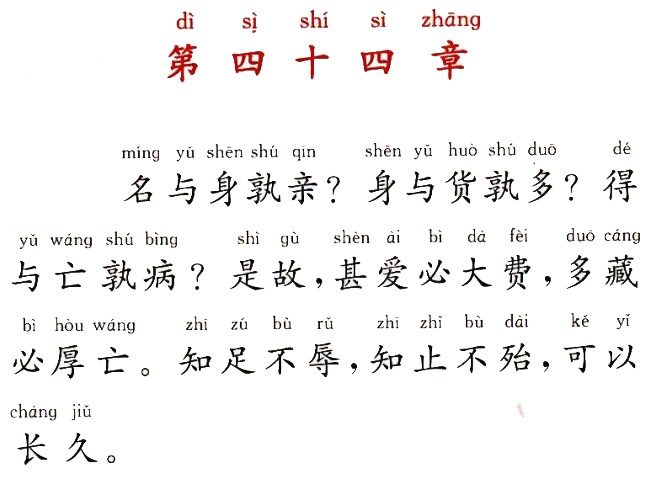 dì sì shí sì zhāng
第四十四章
míng yǔ shēn shú qīn shēn yǔ huò shú duō dé
名与身孰亲？身与货孰多？得
yǔ wáng shú bìng shì gù shèn ài bì dà fèi duō cáng
与亡孰病？是故，甚爱必大费，多藏
bì hòu wáng zhī zú bù rǔ zhī zhǐ bù dài kě yǐ
必厚亡。知足不辱，知止不殆，可以
cháng jiǔ
长久。